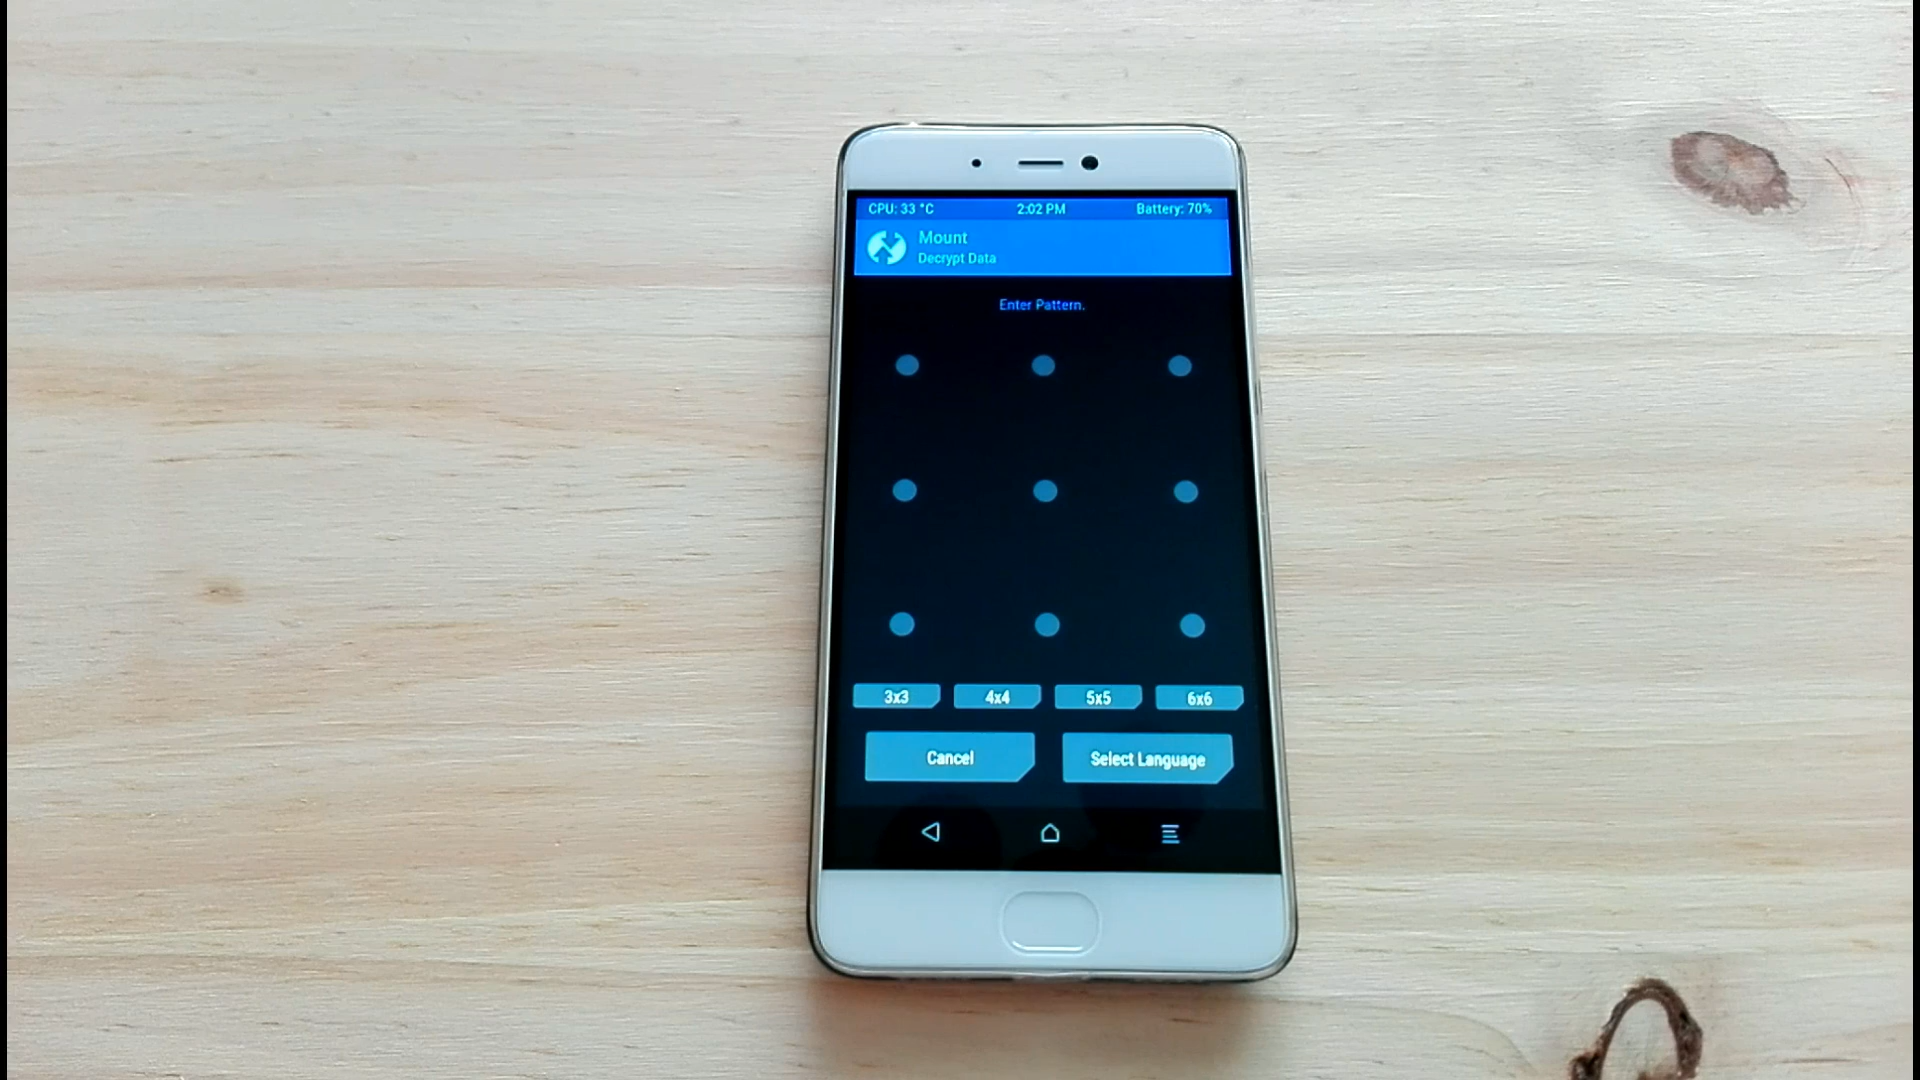 CPU: 33 °C 2:02 PM Battery: 70%
Mount
Decrypt Data
Enter Pattern.
3x3 4x4 5x5 6x6
Cancel Select Language